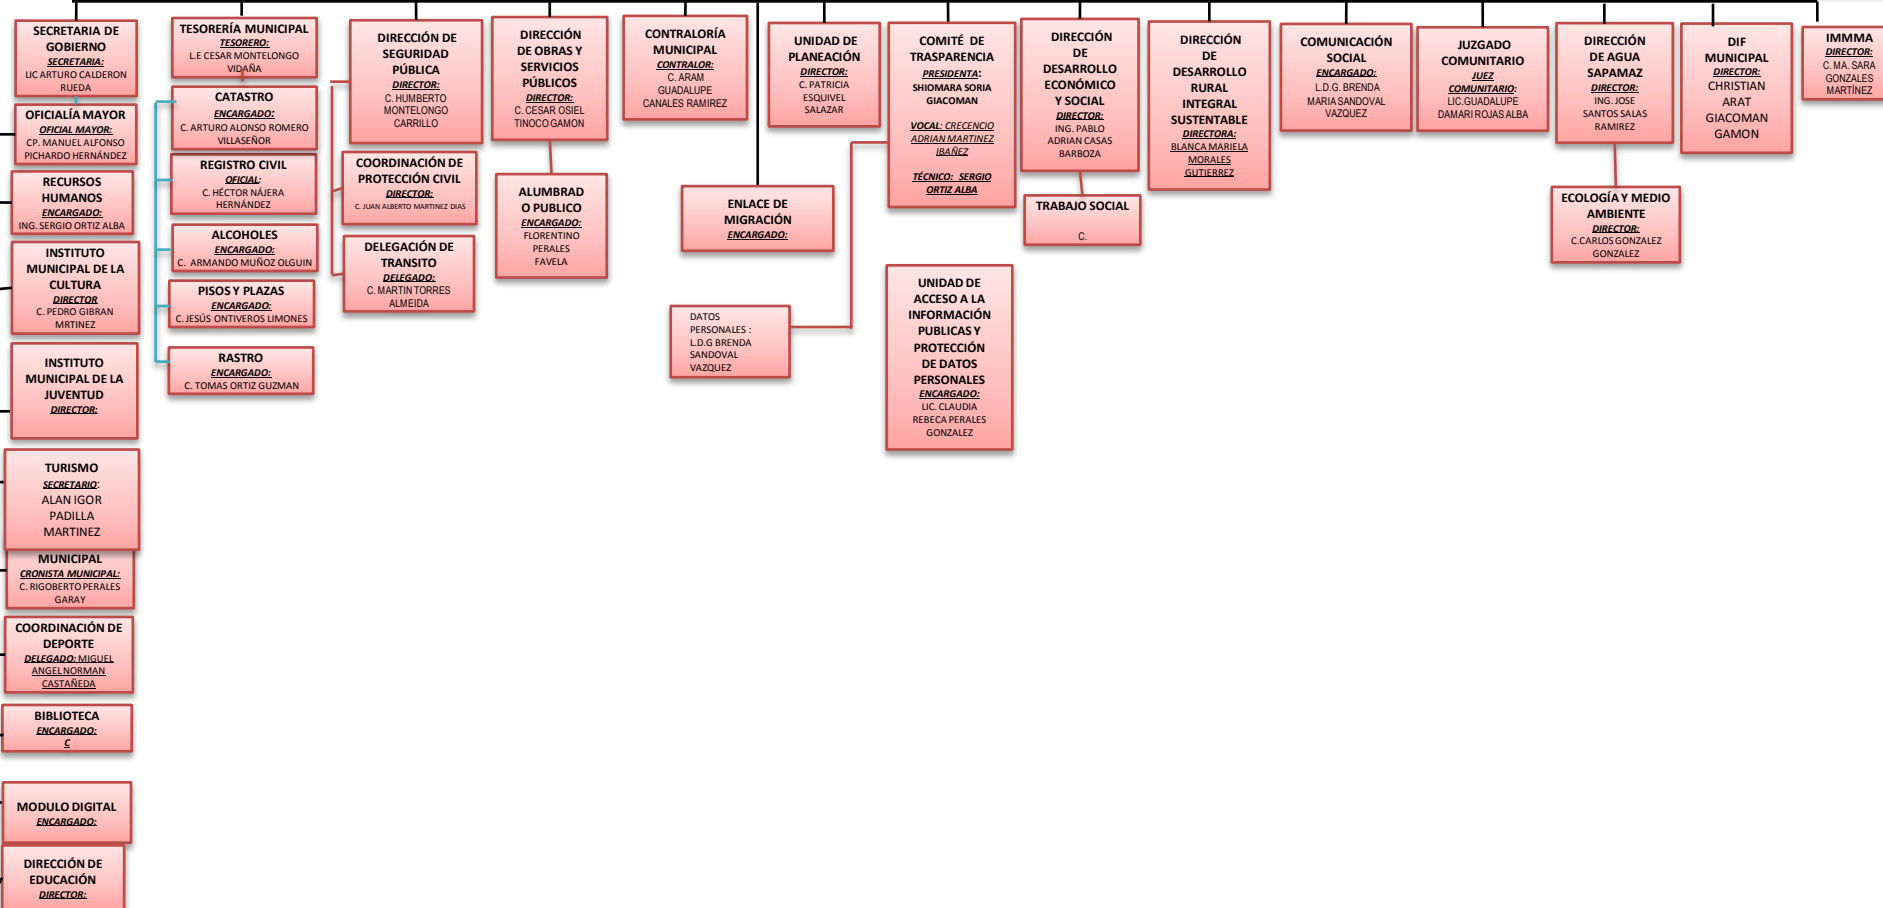 SECRETARIA DE
GOBIERNO
SECRETARIA:
LIC ARTURO CALDERON
RUEDA
OFICIALÍA MAYOR
OFICIAL MAYOR:
CP. MANUEL ALFONSO
PICHARDO HERNÁNDEZ
RECURSOS
HUMANOS
ENCARGADO:
ING. SERGIO ORTIZ ALBA
INSTITUTO
MUNICIPAL DE LA
CULTURA
DIRECTOR
C. PEDRO GIBRAN
MRTINEZ
INSTITUTO
MUNICIPAL DE LA
JUVENTUD
DIRECTOR:
TURISMO
SECRETARIO:
ALAN IGOR
PADILLA
MARTINEZ
MUNICIPAL
CRONISTA MUNICIPAL:
C. RIGOBERTO PERALES
GARAY
COORDINACIÓN DE
DEPORTE
DELEGADO: MIGUEL
ANGEL NORMAN
CASTAÑEDA
BIBLIOTECA
ENCARGADO:
C
MODULO DIGITAL
ENCARGADO:
DIRECCIÓN DE
EDUCACIÓN
DIRECTOR:
TESORERÍA MUNICIPAL
TESORERO:
L.E CESAR MONTELONGO
VIDAÑA
CATASTRO
ENCARGADO:
C. ARTURO ALONSO ROMERO
VILLASEÑOR
REGISTRO CIVIL
OFICIAL:
C. HÉCTOR NÁJERA
HERNÁNDEZ
ALCOHOLES
ENCARGADO:
C. ARMANDO MUÑOZ OLGUIN
PISOS Y PLAZAS
ENCARGADO:
C. JESÚS ONTIVEROS LIMONES
RASTRO
ENCARGADO:
C. TOMAS ORTIZ GUZMAN
DIRECCIÓN DE
SEGURIDAD
PÚBLICA
DIRECTOR:
C. HUMBERTO
MONTELONGO
CARRILLO
COORDINACIÓN DE
PROTECCIÓN CIVIL
DIRECTOR:
C. JUAN ALBERTO MARTINEZ DIAS
DELEGACIÓN DE
TRANSITO
DELEGADO:
C. MARTIN TORRES
ALMEIDA
DIRECCIÓN
DE OBRAS Y
SERVICIOS
PÚBLICOS
DIRECTOR:
C. CESAR OSIEL
TINOCO GAMON
ALUMBRAD
O PUBLICO
ENCARGADO:
FLORENTINO
PERALES
FAVELA
CONTRALORÍA
MUNICIPAL
CONTRALOR:
C. ARAM
GUADALUPE
CANALES RAMIREZ
ENLACE DE
MIGRACIÓN
ENCARGADO:
DATOS
PERSONALES :
L.D.G BRENDA
SANDOVAL
VAZQUEZ
UNIDAD DE
PLANEACIÓN
DIRECTOR:
C. PATRICIA
ESQUIVEL
SALAZAR
COMITÉ DE
TRASPARENCIA
PRESIDENTA:
SHIOMARA SORIA
GIACOMAN
VOCAL: CRECENCIO
ADRIAN MARTINEZ
IBAÑEZ
TÉCNICO: SERGIO
ORTIZ ALBA
UNIDAD DE
ACCESO A LA
INFORMACIÓN
PUBLICAS Y
PROTECCIÓN
DE DATOS
PERSONALES
ENCARGADO:
LIC. CLAUDIA
REBECA PERALES
GONZALEZ
DIRECCIÓN
DE
DESARROLLO
ECONÓMICO
Y SOCIAL
DIRECTOR:
ING. PABLO
ADRIAN CASAS
BARBOZA
TRABAJO SOCIAL
C.
DIRECCIÓN
DE
DESARROLLO
RURAL
INTEGRAL
SUSTENTABLE
DIRECTORA:
BLANCA MARIELA
MORALES
GUTIERREZ
COMUNICACIÓN
SOCIAL
ENCARGADO:
L.D.G. BRENDA
MARIA SANDOVAL
VAZQUEZ
JUZGADO
COMUNITARIO
JUEZ
COMUNITARIO:
LIC.GUADALUPE
DAMARI ROJAS ALBA
DIRECCIÓN
DE AGUA
SAPAMAZ
DIRECTOR:
ING. JOSE
SANTOS SALAS
RAMIREZ
ECOLOGÍA Y MEDIO
AMBIENTE
DIRECTOR:
C.CARLOS GONZALEZ
GONZALEZ
DIF
MUNICIPAL
DIRECTOR:
CHRISTIAN
ARAT
GIACOMAN
GAMON
IMMMA
DIRECTOR:
C. MA. SARA
GONZALES
MARTÍNEZ